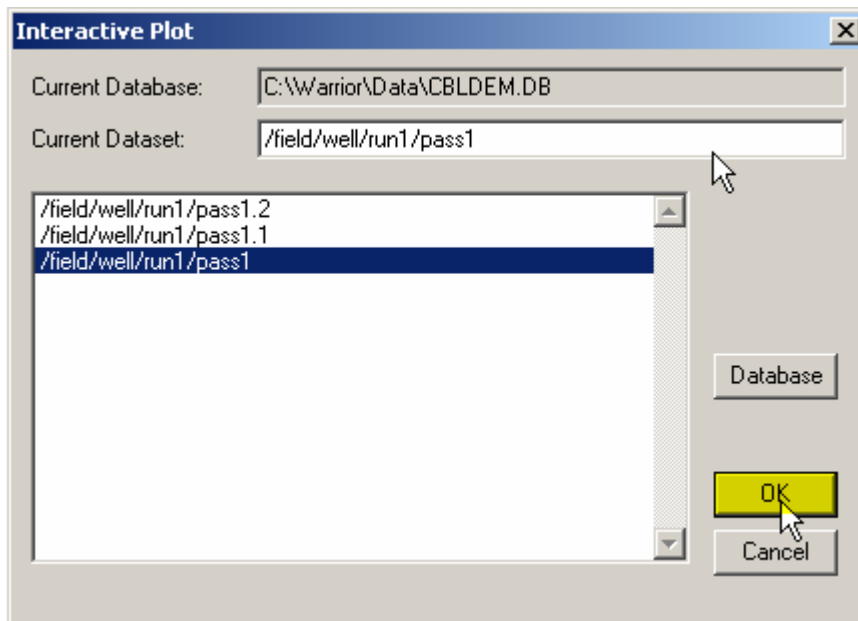 Interactive Plot
Current Database: C:\Warrior\Data\CBLDEM.DB
Current Dataset: /field/well/run1/pass1
/field/well/run1/pass1.2
/field/well/run1/pass1.1
/field/well/run1/pass1
Database
OK
Cancel